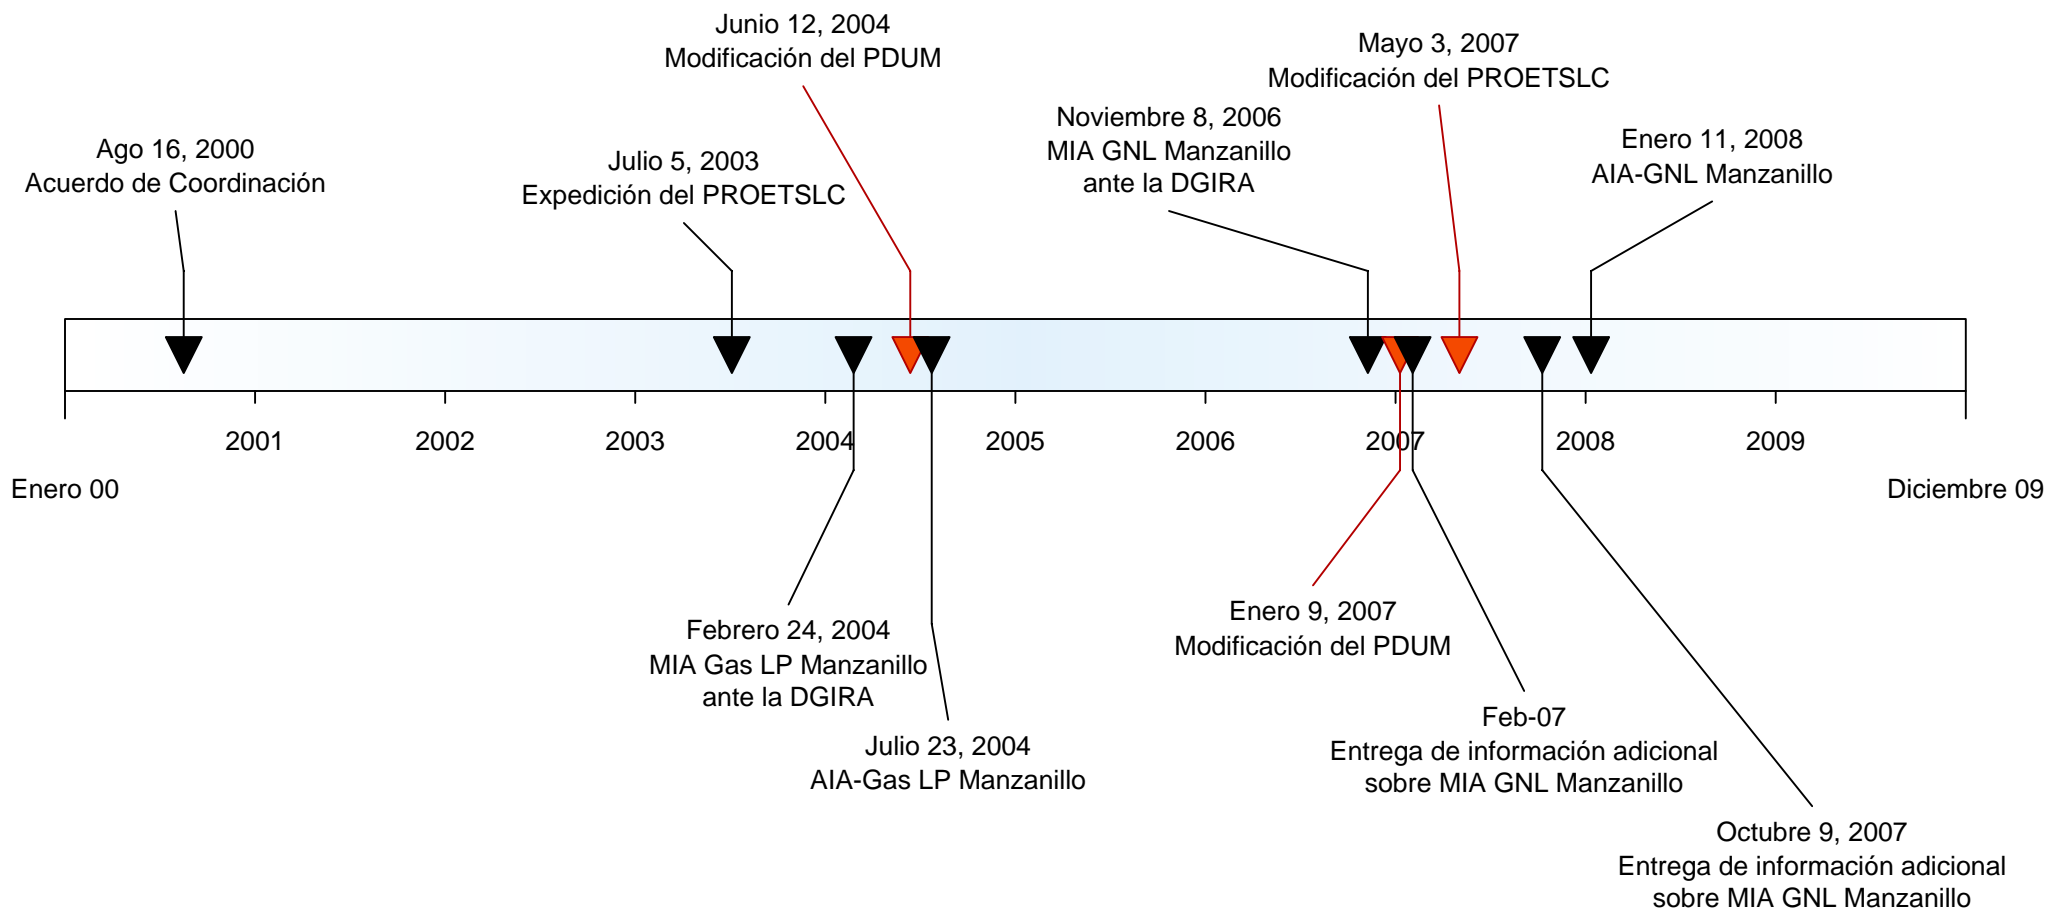 Junio 12, 2004
Modificación del PDUM
Mayo 3, 2007
Modificación del PROETSLC
Noviembre 8, 2006
MIA GNL Manzanillo
ante la DGIRA
Enero 11, 2008
AIA-GNL Manzanillo
Ago 16, 2000
Acuerdo de Coordinación
Julio 5, 2003
Expedición del PROETSLC
2001
2002
2003
2004
2005
2006
2007
2008
2009
Enero 00
Diciembre 09
Febrero 24, 2004
MIA Gas LP Manzanillo
ante la DGIRA
Julio 23, 2004
AIA-Gas LP Manzanillo
Enero 9, 2007
Modificación del PDUM
Feb-07
Entrega de información adicional
sobre MIA GNL Manzanillo
Octubre 9, 2007
Entrega de información adicional
sobre MIA GNL Manzanillo